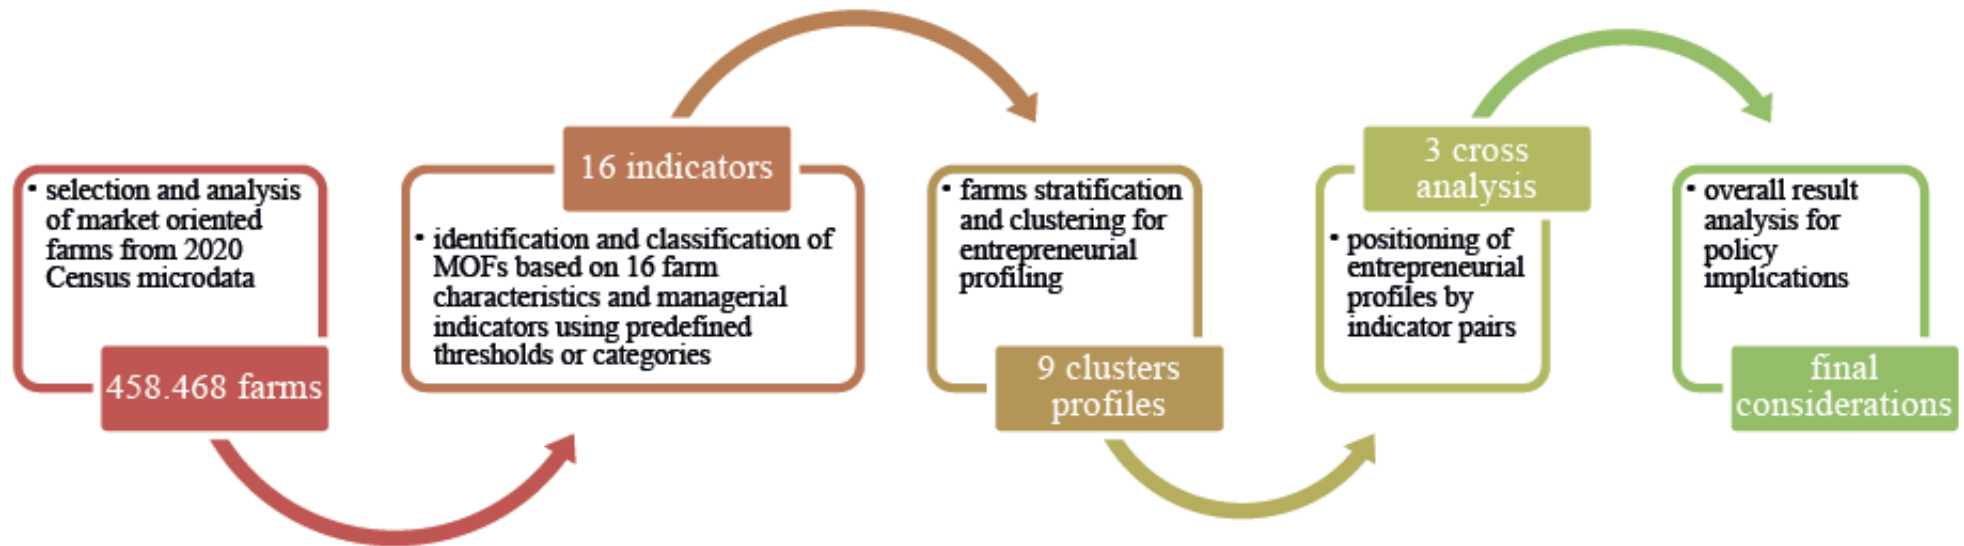 • selection and analysis
of market oriented
farms from 2020
Census microdata
458.468 farms
16 indicators
• identification and classification of
MOFs based on 16 farm
characteristics and managerial
indicators using predefined
thresholds or categories
• farms stratification
and clustering for
entrepreneurial
profiling
9 clusters
profiles
3 cross
analysis
• positioning of
entrepreneurial
profiles by
indicator pairs
• overall result
analysis for
policy
implications
final
considerations